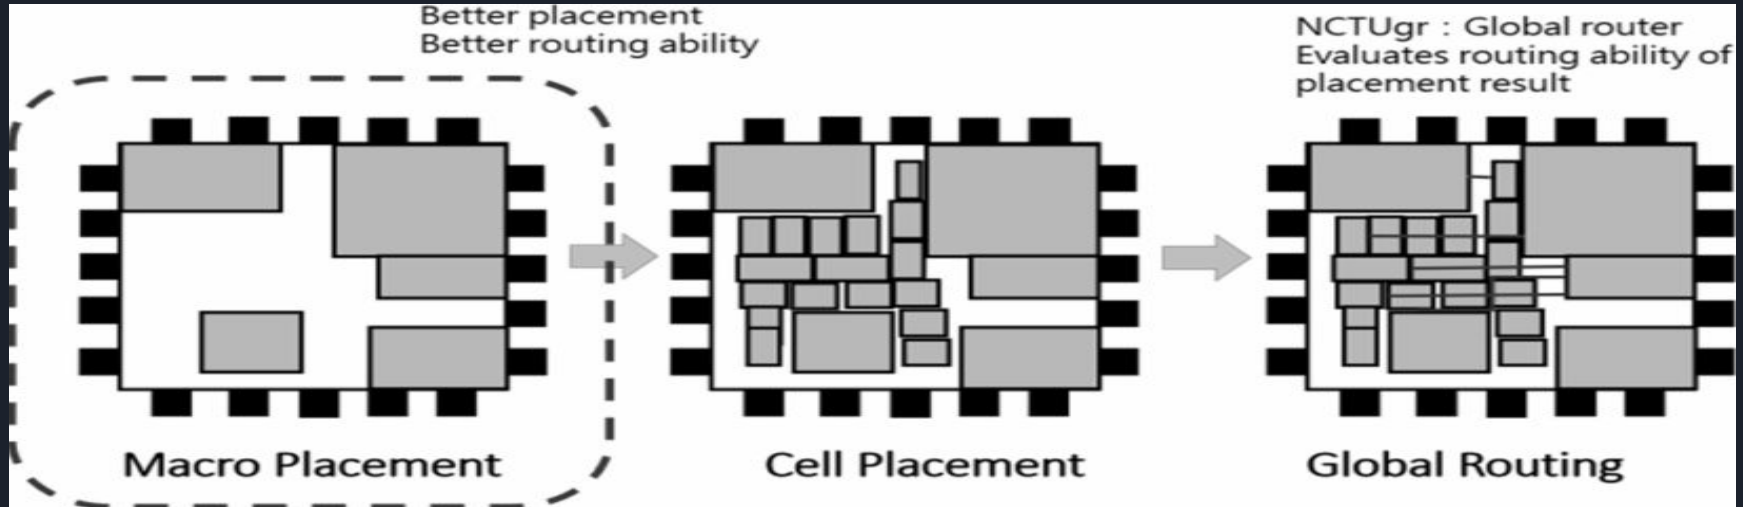 Better placement
Better routing ability
NCTUgr : Global router
Evaluates routing ability of
placement result
Macro Placement
Cell Placement
Global Routing